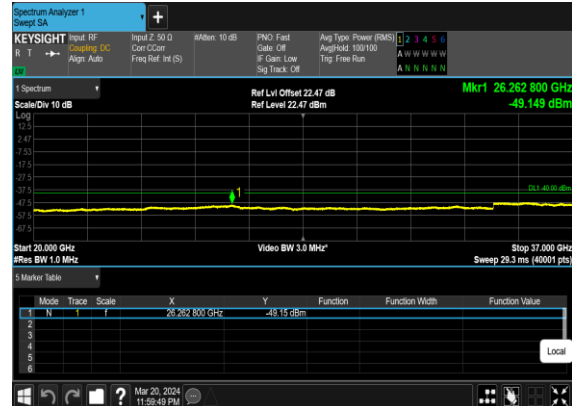 Spectrum Analyzer 1
Swept SA
+
KEYSIGHT Input: RF Input Z: 50 Ω #Atten: 10 dB PNO: Fast Avg Type: Power (RMS) 1 2 3 4 5 6
R T Coupling: DC Corr CCorr Gate: Off Avg|Hold: 100/100 A W W W W W
Align: Auto Freq Ref: Int (S) IF Gain: Low Trig: Free Run
Sig Track: Off A N N N N N
1 Spectrum Ref Lvl Offset 22.47 dB Mkr1 26.262 800 GHz
Scale/Div 10 dB Ref Level 22.47 dBm -49.149 dBm
Log
12.5
2.47
-7.53
-17.5
-27.5
-37.5 1 DL1 -40.00 dBm
-47.5
-57.5
-67.5
Start 20.000 GHz Video BW 3.0 MHz* Stop 37.000 GHz
#Res BW 1.0 MHz Sweep 29.3 ms (40001 pts)
5 Marker Table
Mode Trace Scale X Y Function Function Width Function Value
1 N 1 f 26.262 800 GHz -49.15 dBm
2
3
4
5
6
Local
? Mar 20, 2024
11:59:49 PM